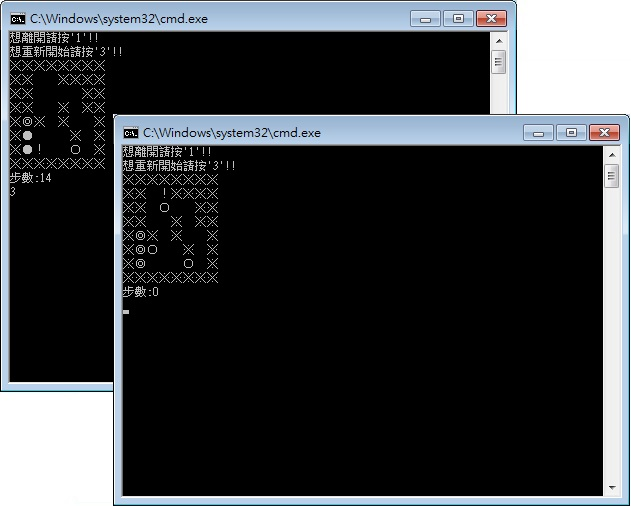 C:\Windows\system32\cmd.exe
想離開請按'1'!!
想重新開始請按'3'!!
╳╳╳╳╳╳╳╳
╳╳　　╳╳╳╳
╳╳　　　　╳╳
╳╳　　╳　╳╳
╳◎╳　╳　　╳
╳●　　　╳　╳
╳●！　　○　╳
╳╳╳╳╳╳╳╳
步數:14
3
C:\Windows\system32\cmd.exe
想離開請按'1'!!
想重新開始請按'3'!!
╳╳╳╳╳╳╳╳
╳╳　！╳╳╳╳
╳╳　○　　╳╳
╳╳　　╳　╳╳
╳◎╳　╳　　╳
╳◎○　　╳　╳
╳◎　　　○　╳
╳╳╳╳╳╳╳╳
步數:0